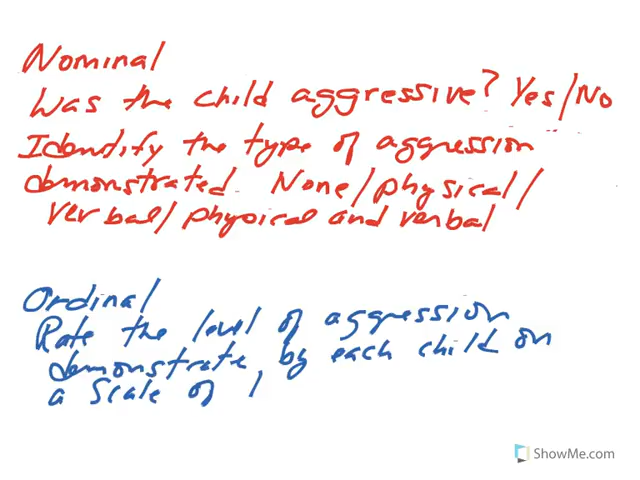 Nominal
Was the child aggressive? Yes/No
Identify the type of aggression
demonstrated. None/physical/
verbal/physical and verbal
Ordinal
Rate the level of aggression
demonstrate, by each child on
a scale of 1
ShowMe.com